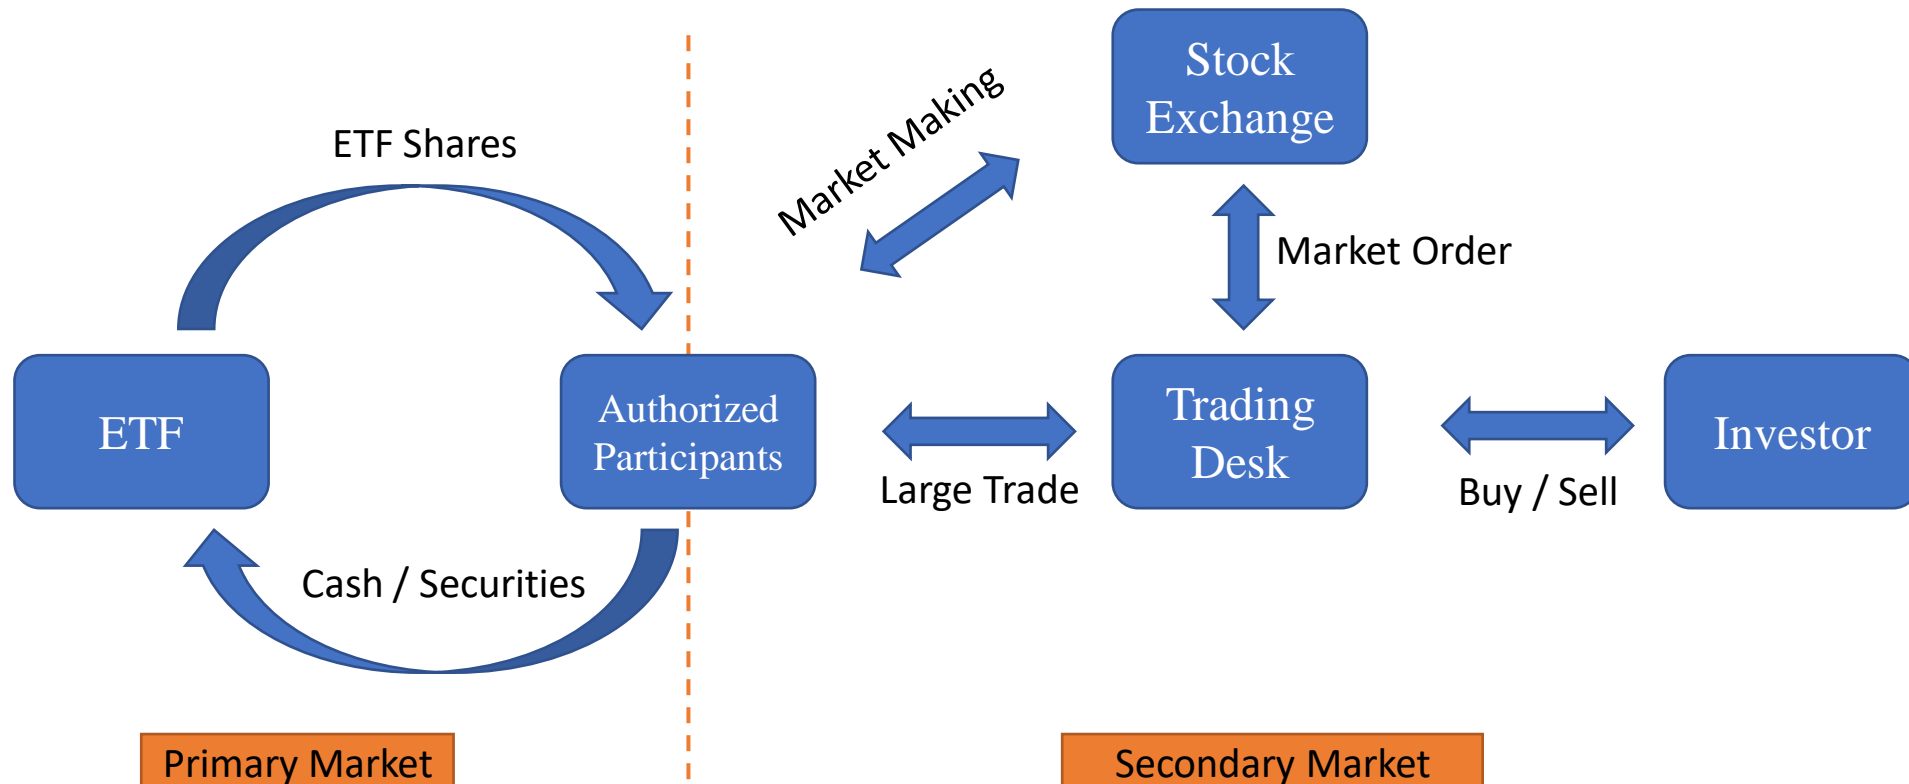 Stock
Exchange
Market Making
ETF Shares
Market Order
ETF
Authorized
Participants
Large Trade
Trading
Desk
Buy / Sell
Investor
Cash / Securities
Primary Market
Secondary Market